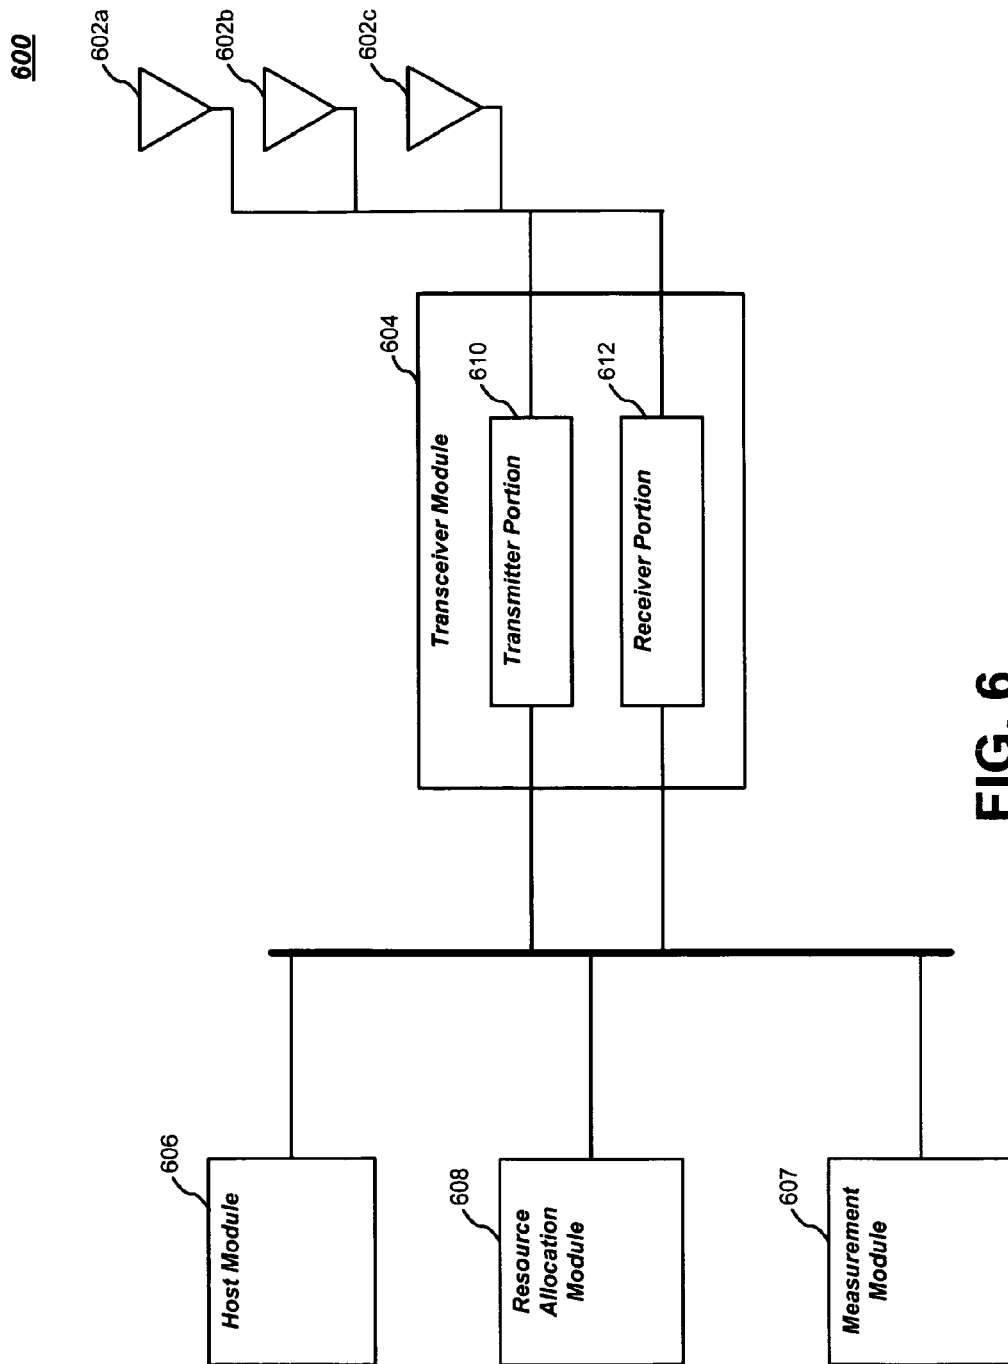 600
602a
602b
602c
604
Transceiver Module
610
Transmitter Portion
612
Receiver Portion
606
Host Module
608
Resource
Allocation
Module
607
Measurement
Module
FIG. 6